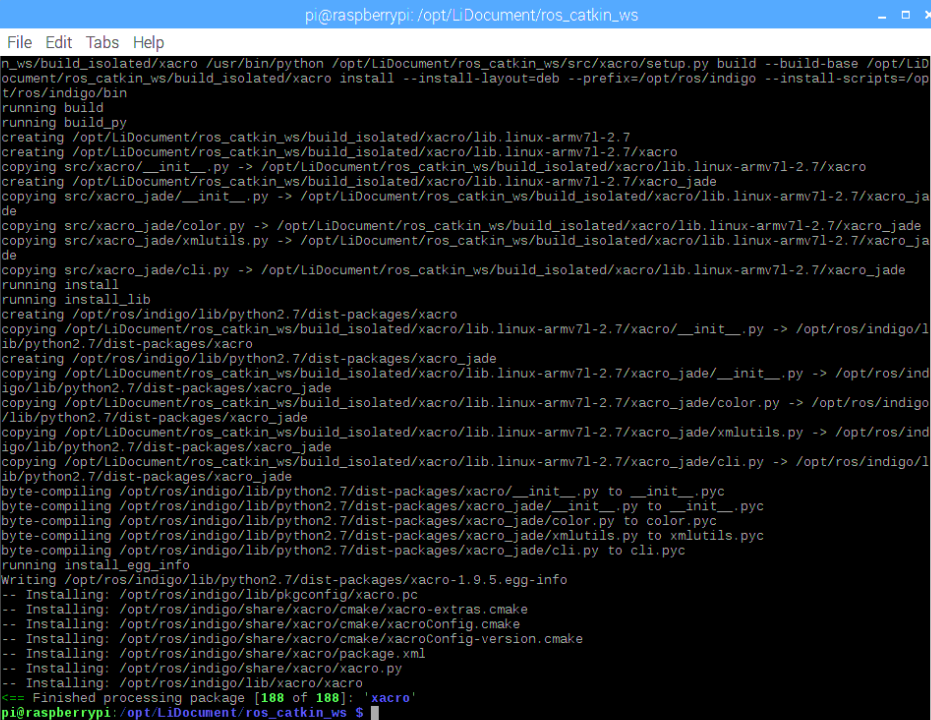 pi@raspberrypi: /opt/LiDocument/ros_catkin_ws
File Edit Tabs Help
n_ws/build_isolated/xacro /usr/bin/python /opt/LiDocument/ros_catkin_ws/src/xacro/setup.py build --build-base /opt/LiD
ocument/ros_catkin_ws/build_isolated/xacro install --install-layout=deb --prefix=/opt/ros/indigo --install-scripts=/op
t/ros/indigo/bin
running build
running build_py
creating /opt/LiDocument/ros_catkin_ws/build_isolated/xacro/lib.linux-armv7l-2.7
creating /opt/LiDocument/ros_catkin_ws/build_isolated/xacro/lib.linux-armv7l-2.7/xacro
copying src/xacro/__init__.py -> /opt/LiDocument/ros_catkin_ws/build_isolated/xacro/lib.linux-armv7l-2.7/xacro
creating /opt/LiDocument/ros_catkin_ws/build_isolated/xacro/lib.linux-armv7l-2.7/xacro_jade
copying src/xacro_jade/__init__.py -> /opt/LiDocument/ros_catkin_ws/build_isolated/xacro/lib.linux-armv7l-2.7/xacro_ja
de
copying src/xacro_jade/color.py -> /opt/LiDocument/ros_catkin_ws/build_isolated/xacro/lib.linux-armv7l-2.7/xacro_jade
copying src/xacro_jade/xmlutils.py -> /opt/LiDocument/ros_catkin_ws/build_isolated/xacro/lib.linux-armv7l-2.7/xacro_ja
de
copying src/xacro_jade/cli.py -> /opt/LiDocument/ros_catkin_ws/build_isolated/xacro/lib.linux-armv7l-2.7/xacro_jade
running install
running install_lib
creating /opt/ros/indigo/lib/python2.7/dist-packages/xacro
copying /opt/LiDocument/ros_catkin_ws/build_isolated/xacro/lib.linux-armv7l-2.7/xacro/__init__.py -> /opt/ros/indigo/l
ib/python2.7/dist-packages/xacro
creating /opt/ros/indigo/lib/python2.7/dist-packages/xacro_jade
copying /opt/LiDocument/ros_catkin_ws/build_isolated/xacro/lib.linux-armv7l-2.7/xacro_jade/__init__.py -> /opt/ros/ind
igo/lib/python2.7/dist-packages/xacro_jade
copying /opt/LiDocument/ros_catkin_ws/build_isolated/xacro/lib.linux-armv7l-2.7/xacro_jade/color.py -> /opt/ros/indigo
/lib/python2.7/dist-packages/xacro_jade
copying /opt/LiDocument/ros_catkin_ws/build_isolated/xacro/lib.linux-armv7l-2.7/xacro_jade/xmlutils.py -> /opt/ros/ind
igo/lib/python2.7/dist-packages/xacro_jade
copying /opt/LiDocument/ros_catkin_ws/build_isolated/xacro/lib.linux-armv7l-2.7/xacro_jade/cli.py -> /opt/ros/indigo/l
ib/python2.7/dist-packages/xacro_jade
byte-compiling /opt/ros/indigo/lib/python2.7/dist-packages/xacro/__init__.py to __init__.pyc
byte-compiling /opt/ros/indigo/lib/python2.7/dist-packages/xacro_jade/__init__.py to __init__.pyc
byte-compiling /opt/ros/indigo/lib/python2.7/dist-packages/xacro_jade/color.py to color.pyc
byte-compiling /opt/ros/indigo/lib/python2.7/dist-packages/xacro_jade/xmlutils.py to xmlutils.pyc
byte-compiling /opt/ros/indigo/lib/python2.7/dist-packages/xacro_jade/cli.py to cli.pyc
running install_egg_info
Writing /opt/ros/indigo/lib/python2.7/dist-packages/xacro-1.9.5.egg-info
-- Installing: /opt/ros/indigo/lib/pkgconfig/xacro.pc
-- Installing: /opt/ros/indigo/share/xacro/cmake/xacro-extras.cmake
-- Installing: /opt/ros/indigo/share/xacro/cmake/xacroConfig.cmake
-- Installing: /opt/ros/indigo/share/xacro/cmake/xacroConfig-version.cmake
-- Installing: /opt/ros/indigo/share/xacro/package.xml
-- Installing: /opt/ros/indigo/share/xacro/xacro.py
-- Installing: /opt/ros/indigo/lib/xacro/xacro
<== Finished processing package [188 of 188]: 'xacro'
pi@raspberrypi:/opt/LiDocument/ros_catkin_ws $